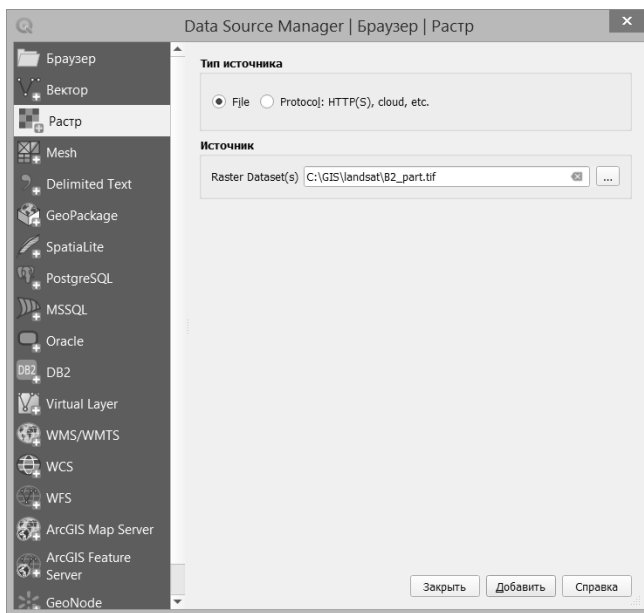 Data Source Manager | Браузер | Растр
Браузер
Вектор
Растр
Mesh
Delimited Text
GeoPackage
SpatiaLite
PostgreSQL
MSSQL
Oracle
DB2
DB2
Virtual Layer
WMS/WMTS
WCS
WFS
ArcGIS Map Server
ArcGIS Feature
Server
GeoNode
Тип источника
File
Protocol: HTTP(S), cloud, etc.
Источник
Raster Dataset(s) C:\GIS\landsat\B2_part.tif ...
Закрыть Добавить Справка